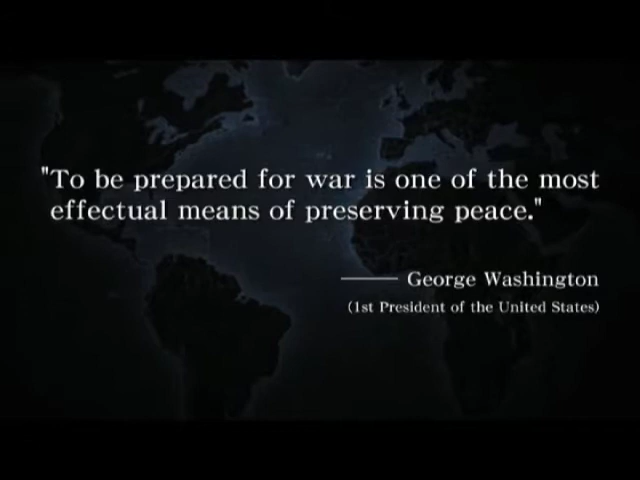 "To be prepared for war is one of the most
effectual means of preserving peace."
—— George Washington
(1st President of the United States)